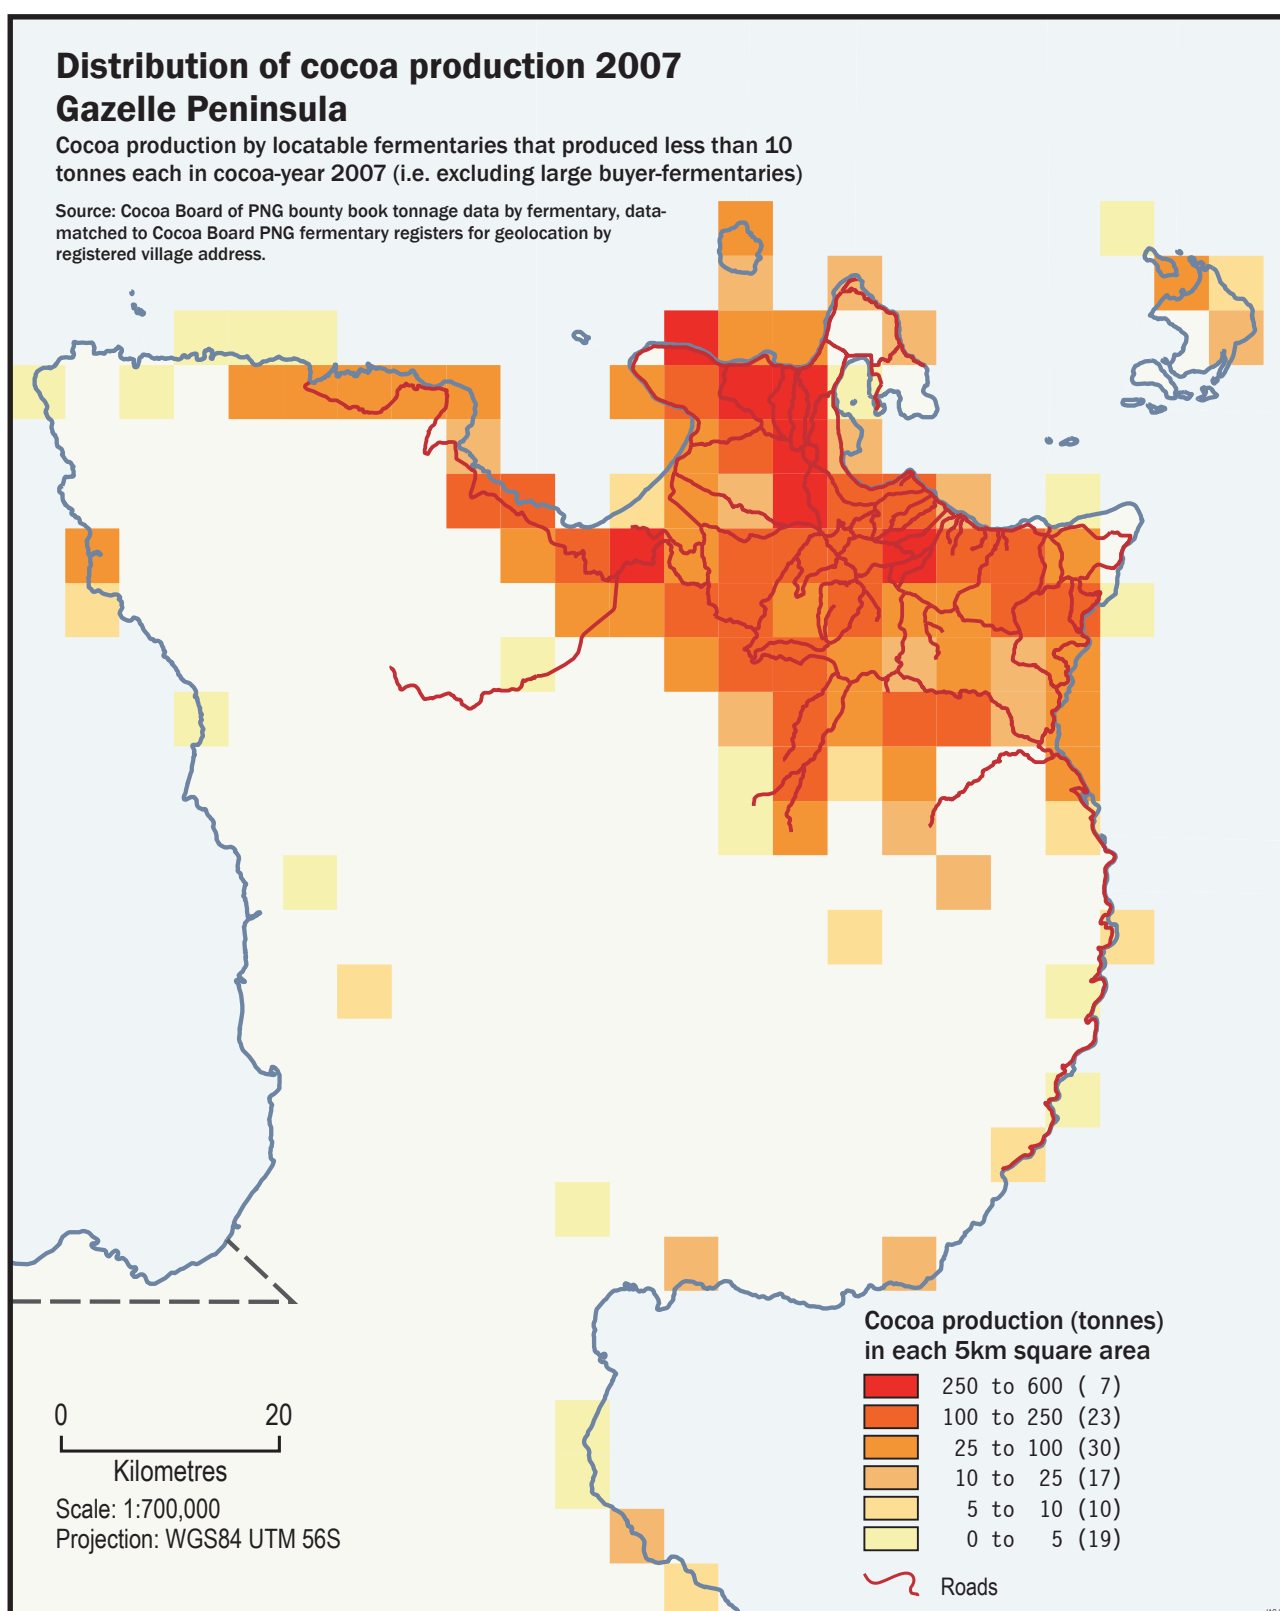 Distribution of cocoa production 2007
Gazelle Peninsula
Cocoa production by locatable fermentaries that produced less than 10
tonnes each in cocoa-year 2007 (i.e. excluding large buyer-fermentaries)
Source: Cocoa Board of PNG bounty book tonnage data by fermentary, data-
matched to Cocoa Board PNG fermentary registers for geolocation by
registered village address.
Cocoa production (tonnes)
in each 5km square area
250 to 600 ( 7)
100 to 250 (23)
25 to 100 (30)
10 to 25 (17)
5 to 10 (10)
0 to 5 (19)
Roads
0 20
Kilometres
Scale: 1:700,000
Projection: WGS84 UTM 56S